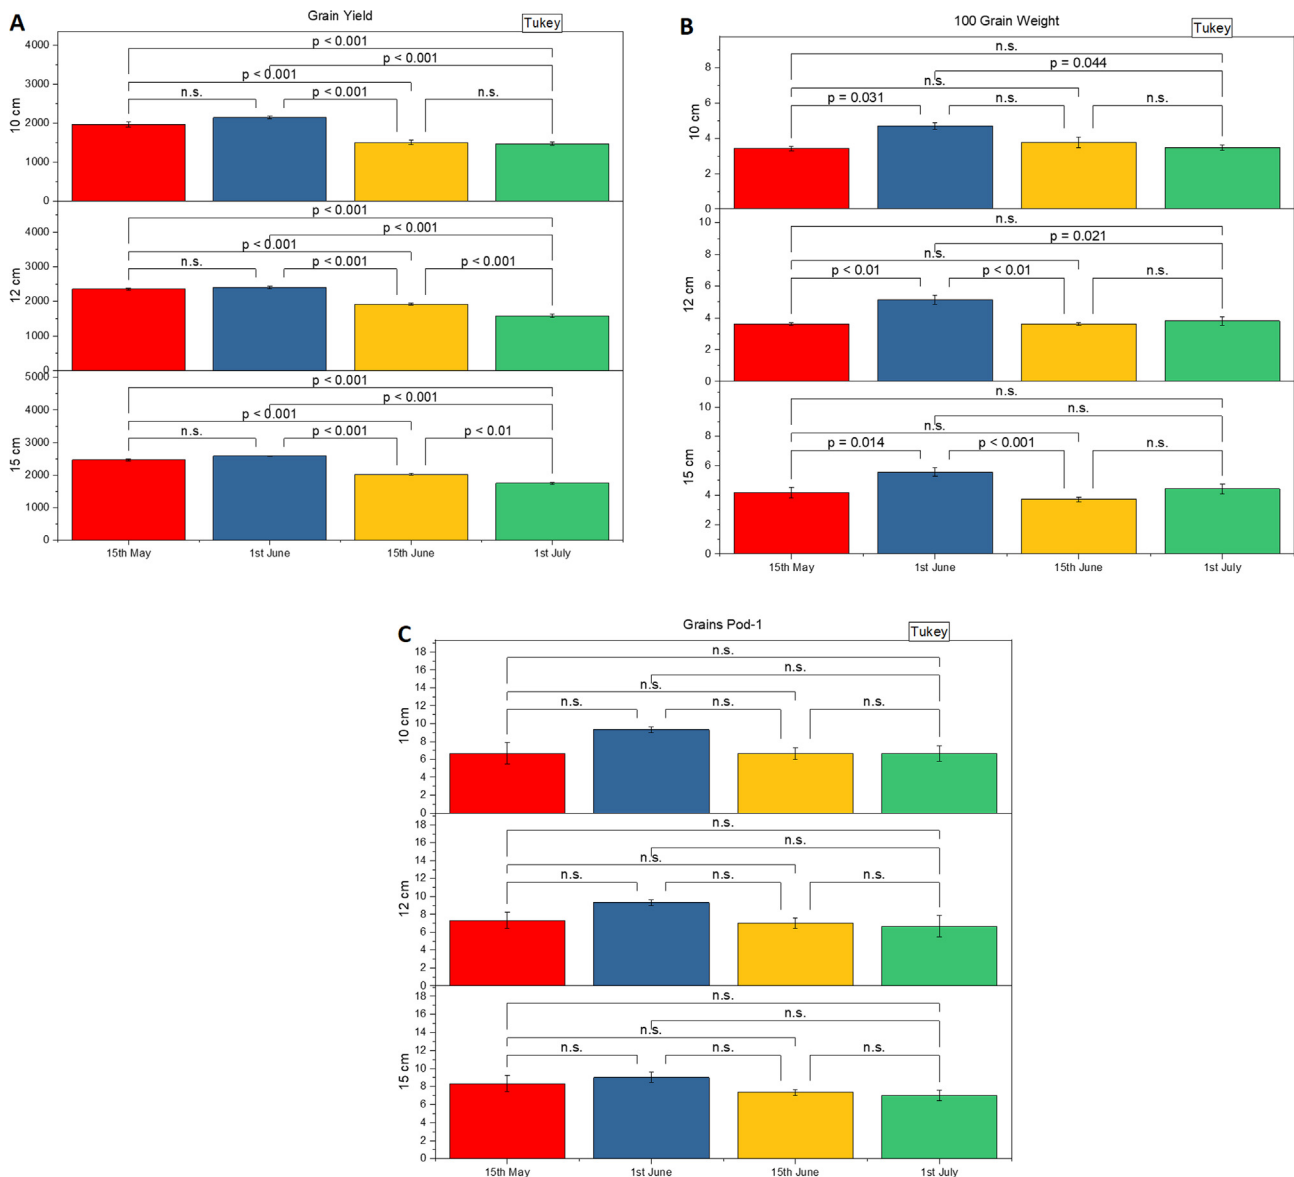 A
Grain Yield
Tukey
4000
3000
2000
1000
0
10 cm
p < 0.001
p < 0.001
p < 0.001
n.s.
p < 0.001
n.s.
4000
3000
2000
1000
0
12 cm
p < 0.001
p < 0.001
p < 0.001
n.s.
p < 0.001
p < 0.001
5000
4000
3000
2000
1000
0
15 cm
p < 0.001
p < 0.001
p < 0.001
n.s.
p < 0.001
p < 0.01
15th May
1st June
15th June
1st July
B
100 Grain Weight
Tukey
8
6
4
2
0
10 cm
n.s.
p = 0.044
n.s.
p = 0.031
n.s.
n.s.
10
8
6
4
2
0
12 cm
n.s.
p = 0.021
n.s.
p < 0.01
p < 0.01
n.s.
10
8
6
4
2
0
15 cm
n.s.
n.s.
n.s.
p = 0.014
p < 0.001
n.s.
15th May
1st June
15th June
1st July
C
Grains Pod-1
Tukey
18
16
14
12
10
8
6
4
2
0
10 cm
n.s.
n.s.
n.s.
n.s.
n.s.
n.s.
18
16
14
12
10
8
6
4
2
0
12 cm
n.s.
n.s.
n.s.
n.s.
n.s.
n.s.
18
16
14
12
10
8
6
4
2
0
15 cm
n.s.
n.s.
n.s.
n.s.
n.s.
n.s.
15th May
1st June
15th June
1st July